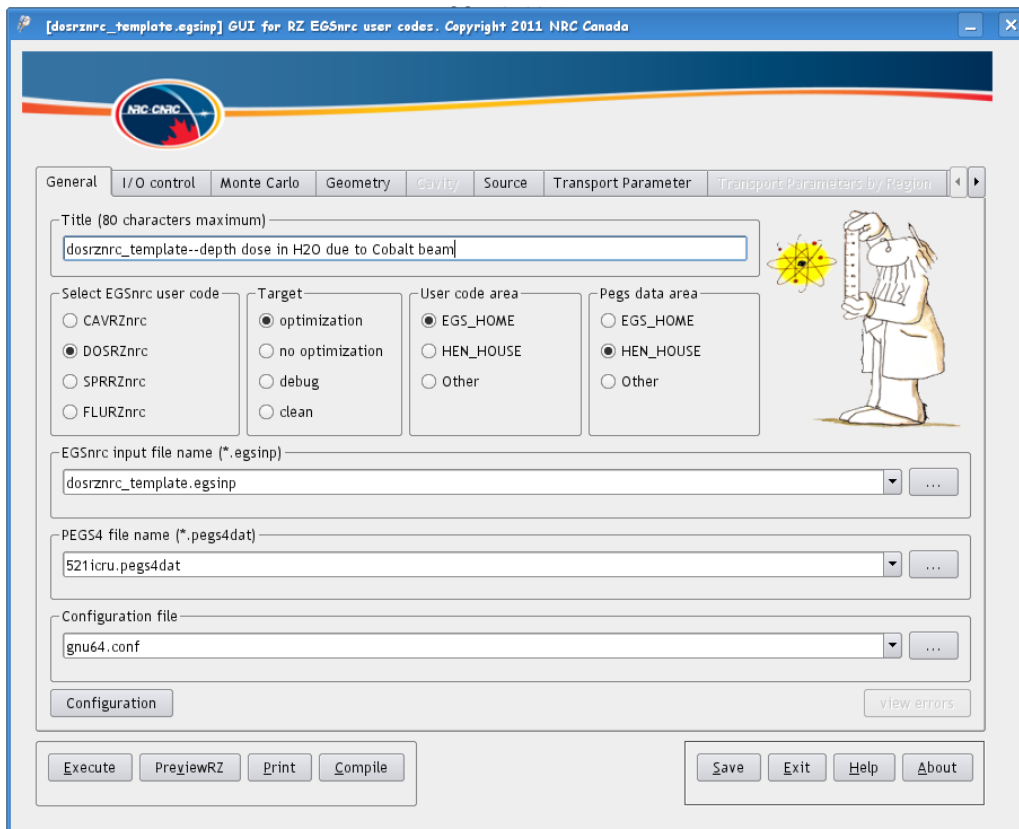 [dosrznrc_template.egsinp] GUI for RZ EGSnrc user codes. Copyright 2011 NRC Canada
NRC·CNRC
General I/O control Monte Carlo Geometry Cavity Source Transport Parameter Transport Parameters by Region
Title (80 characters maximum)
dosrznrc_template--depth dose in H2O due to Cobalt beam
Select EGSnrc user code Target User code area Pegs data area
CAVRZnrc optimization EGS_HOME EGS_HOME
DOSRZnrc no optimization HEN_HOUSE HEN_HOUSE
SPRRZnrc debug Other Other
FLURZnrc clean
EGSnrc input file name (*.egsinp)
dosrznrc_template.egsinp ...
PEGS4 file name (*.pegs4dat)
521icru.pegs4dat ...
Configuration file
gnu64.conf ...
Configuration view errors
Execute PreviewRZ Print Compile Save Exit Help About